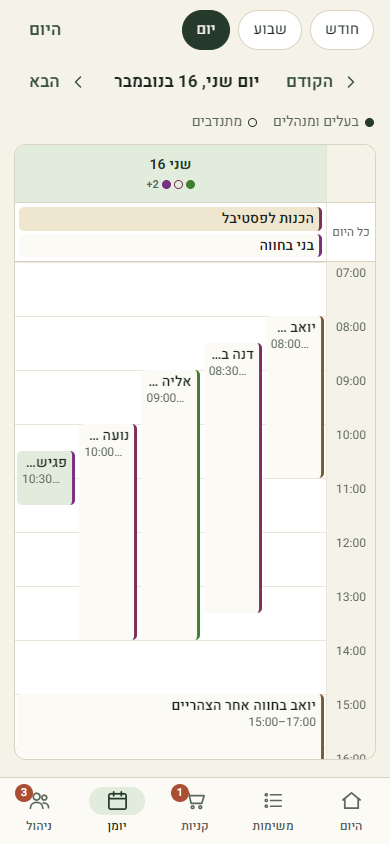 חודש
שבוע
יום
היום
הקודם
יום שני, 16 בנובמבר
הבא
בעלים ומנהלים
מתנדבים
שני 16
+2
כל היום
הכנות לפסטיבל
בני בחווה
07:00
08:00
09:00
10:00
11:00
12:00
13:00
14:00
15:00
16:00
יואב ...
08:00...
דנה ב...
08:30...
אליה ...
09:00...
נועה ...
10:00...
פגיש...
10:30...
יואב בחווה אחר הצהריים
15:00–17:00
היום
משימות
1
קניות
יומן
3
ניהול